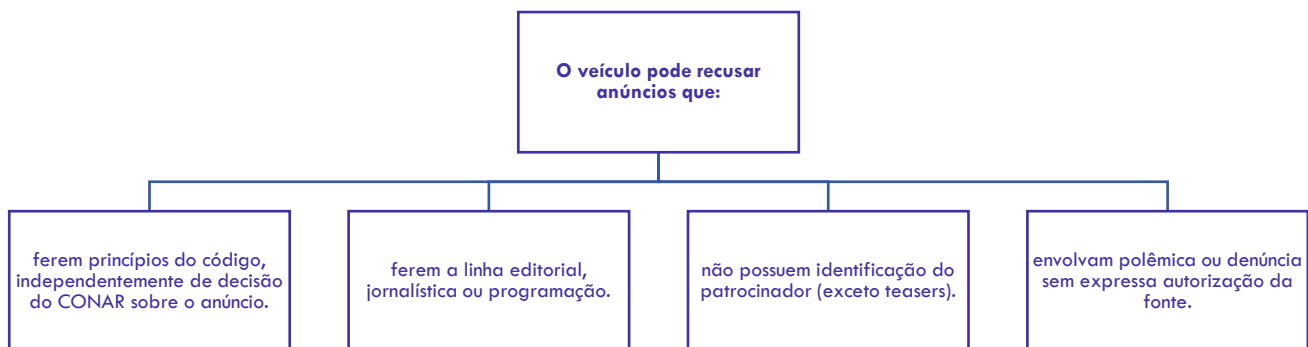 O veículo pode recusar
anúncios que:
ferem princípios do código,
independentemente de decisão
do CONAR sobre o anúncio.
ferem a linha editorial,
jornalística ou programação.
não possuem identificação do
patrocinador (exceto teasers).
envolvam polêmica ou denúncia
sem expressa autorização da
fonte.